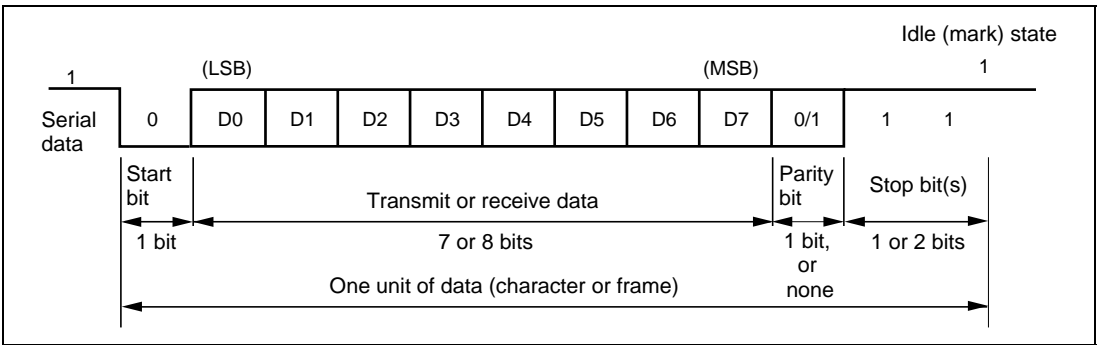 Idle (mark) state
1 (LSB) (MSB) 1
Serial data 0 D0 D1 D2 D3 D4 D5 D6 D7 0/1 1 1
Start bit
Transmit or receive data
Parity bit
Stop bit(s)
1 bit
7 or 8 bits
1 bit, or none
1 or 2 bits
One unit of data (character or frame)